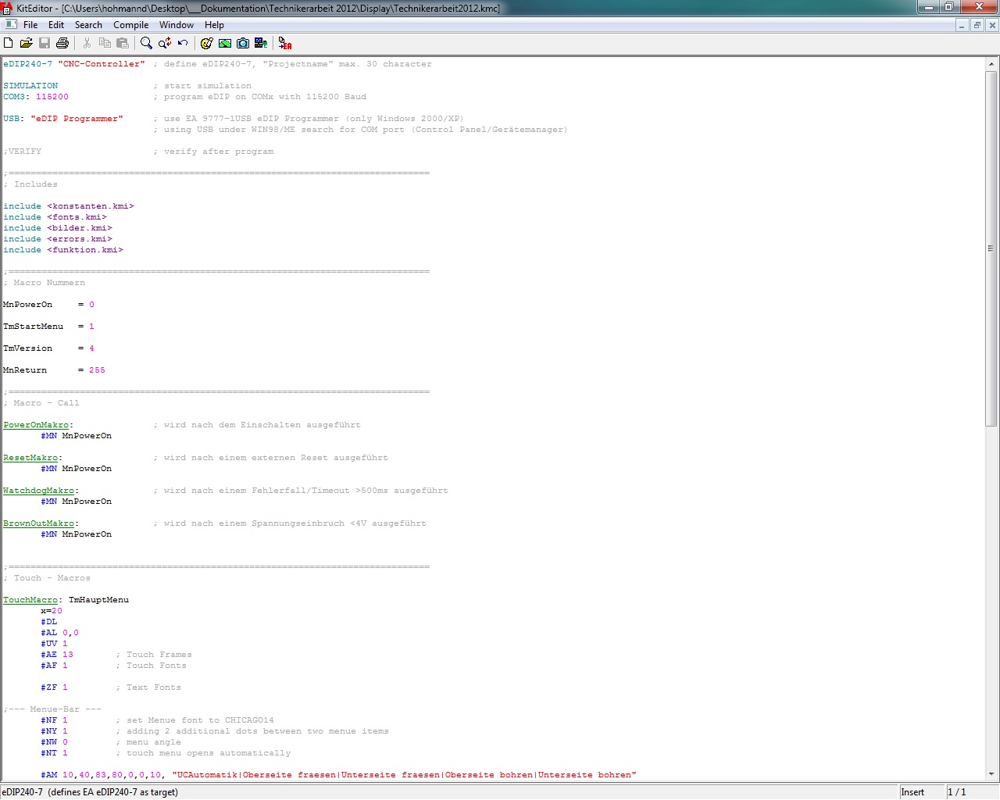 KitEditor - [C:\Users\hohmannd\Desktop\___Dokumentation\Technikerarbeit 2012\Display\Technikerarbeit2012.kmc]
File Edit Search Compile Window Help
eDIP240-7 "CNC-Controller" ; define eDIP240-7, "Projectname" max. 30 character
SIMULATION ; start simulation
COM3: 115200 ; program eDIP on COMx with 115200 Baud
USB: "eDIP Programmer" ; use EA 9777-1USB eDIP Programmer (only Windows 2000/XP)
; using USB under WIN98/ME search for COM port (Control Panel/Gerätemanager)
;VERIFY ; verify after program
;=============================================================================
; Includes
include <konstanten.kmi>
include <fonts.kmi>
include <bilder.kmi>
include <errors.kmi>
include <funktion.kmi>
;=============================================================================
; Macro Nummern
MnPowerOn = 0
TmStartMenu = 1
TmVersion = 4
MnReturn = 255
;=============================================================================
; Macro - Call
PowerOnMakro: ; wird nach dem Einschalten ausgeführt
#MN MnPowerOn
ResetMakro: ; wird nach einem externen Reset ausgeführt
#MN MnPowerOn
WatchdogMakro: ; wird nach einem Fehlerfall/Timeout >500ms ausgeführt
#MN MnPowerOn
BrownOutMakro: ; wird nach einem Spannungseinbruch <4V ausgeführt
#MN MnPowerOn
;=============================================================================
; Touch - Macros
TouchMacro: TmHauptMenu
x=20
#DL
#AL 0,0
#UV 1
#AE 13 ; Touch Frames
#AF 1 ; Touch Fonts
#ZF 1 ; Text Fonts
;--- Menue-Bar ---
#NF 1 ; set Menue font to CHICAGO14
#NY 1 ; adding 2 additional dots between two menue items
#NW 0 ; menu angle
#NT 1 ; touch menu opens automatically
#AM 10,40,83,80,0,0,10, "UCAutomatik|Oberseite fraesen|Unterseite fraesen|Oberseite bohren|Unterseite bohren"
eDIP240-7 (defines EA eDIP240-7 as target) Insert 1 / 1